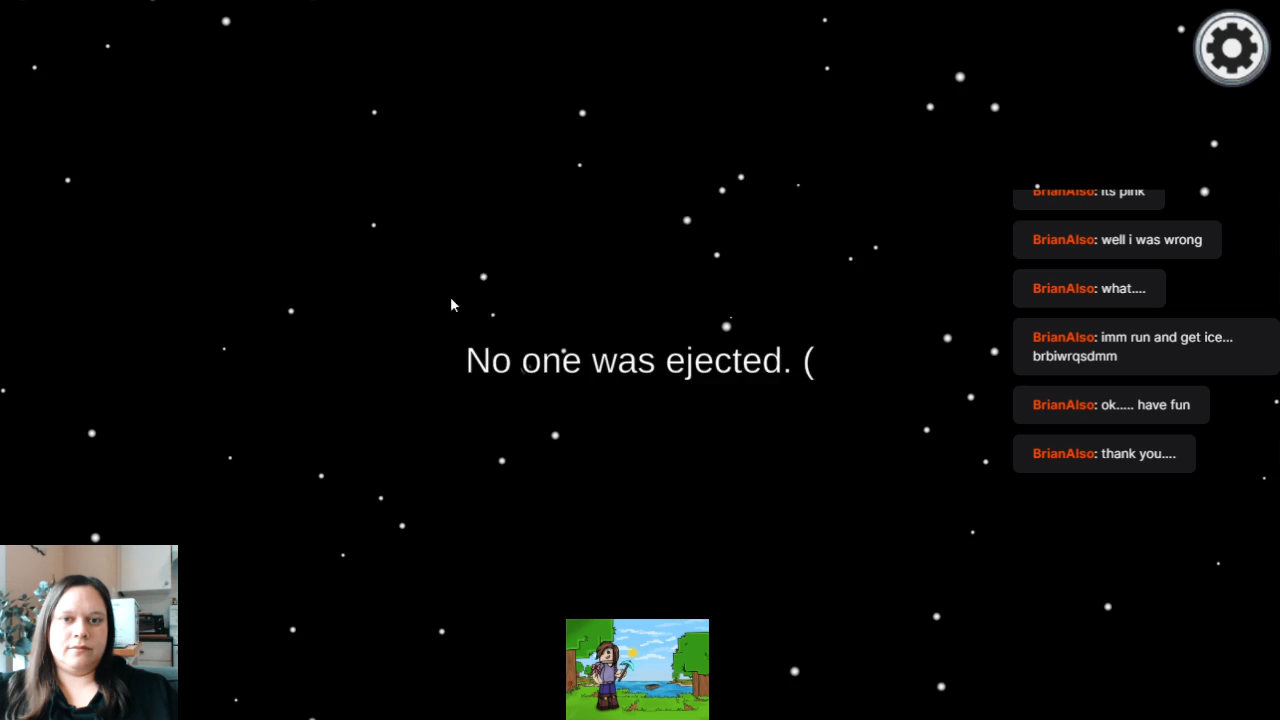 BrianAlso: its pink
BrianAlso: well i was wrong
BrianAlso: what....
BrianAlso: imm run and get ice...
brbiwrqsdmm
BrianAlso: ok..... have fun
BrianAlso: thank you....
No one was ejected. (